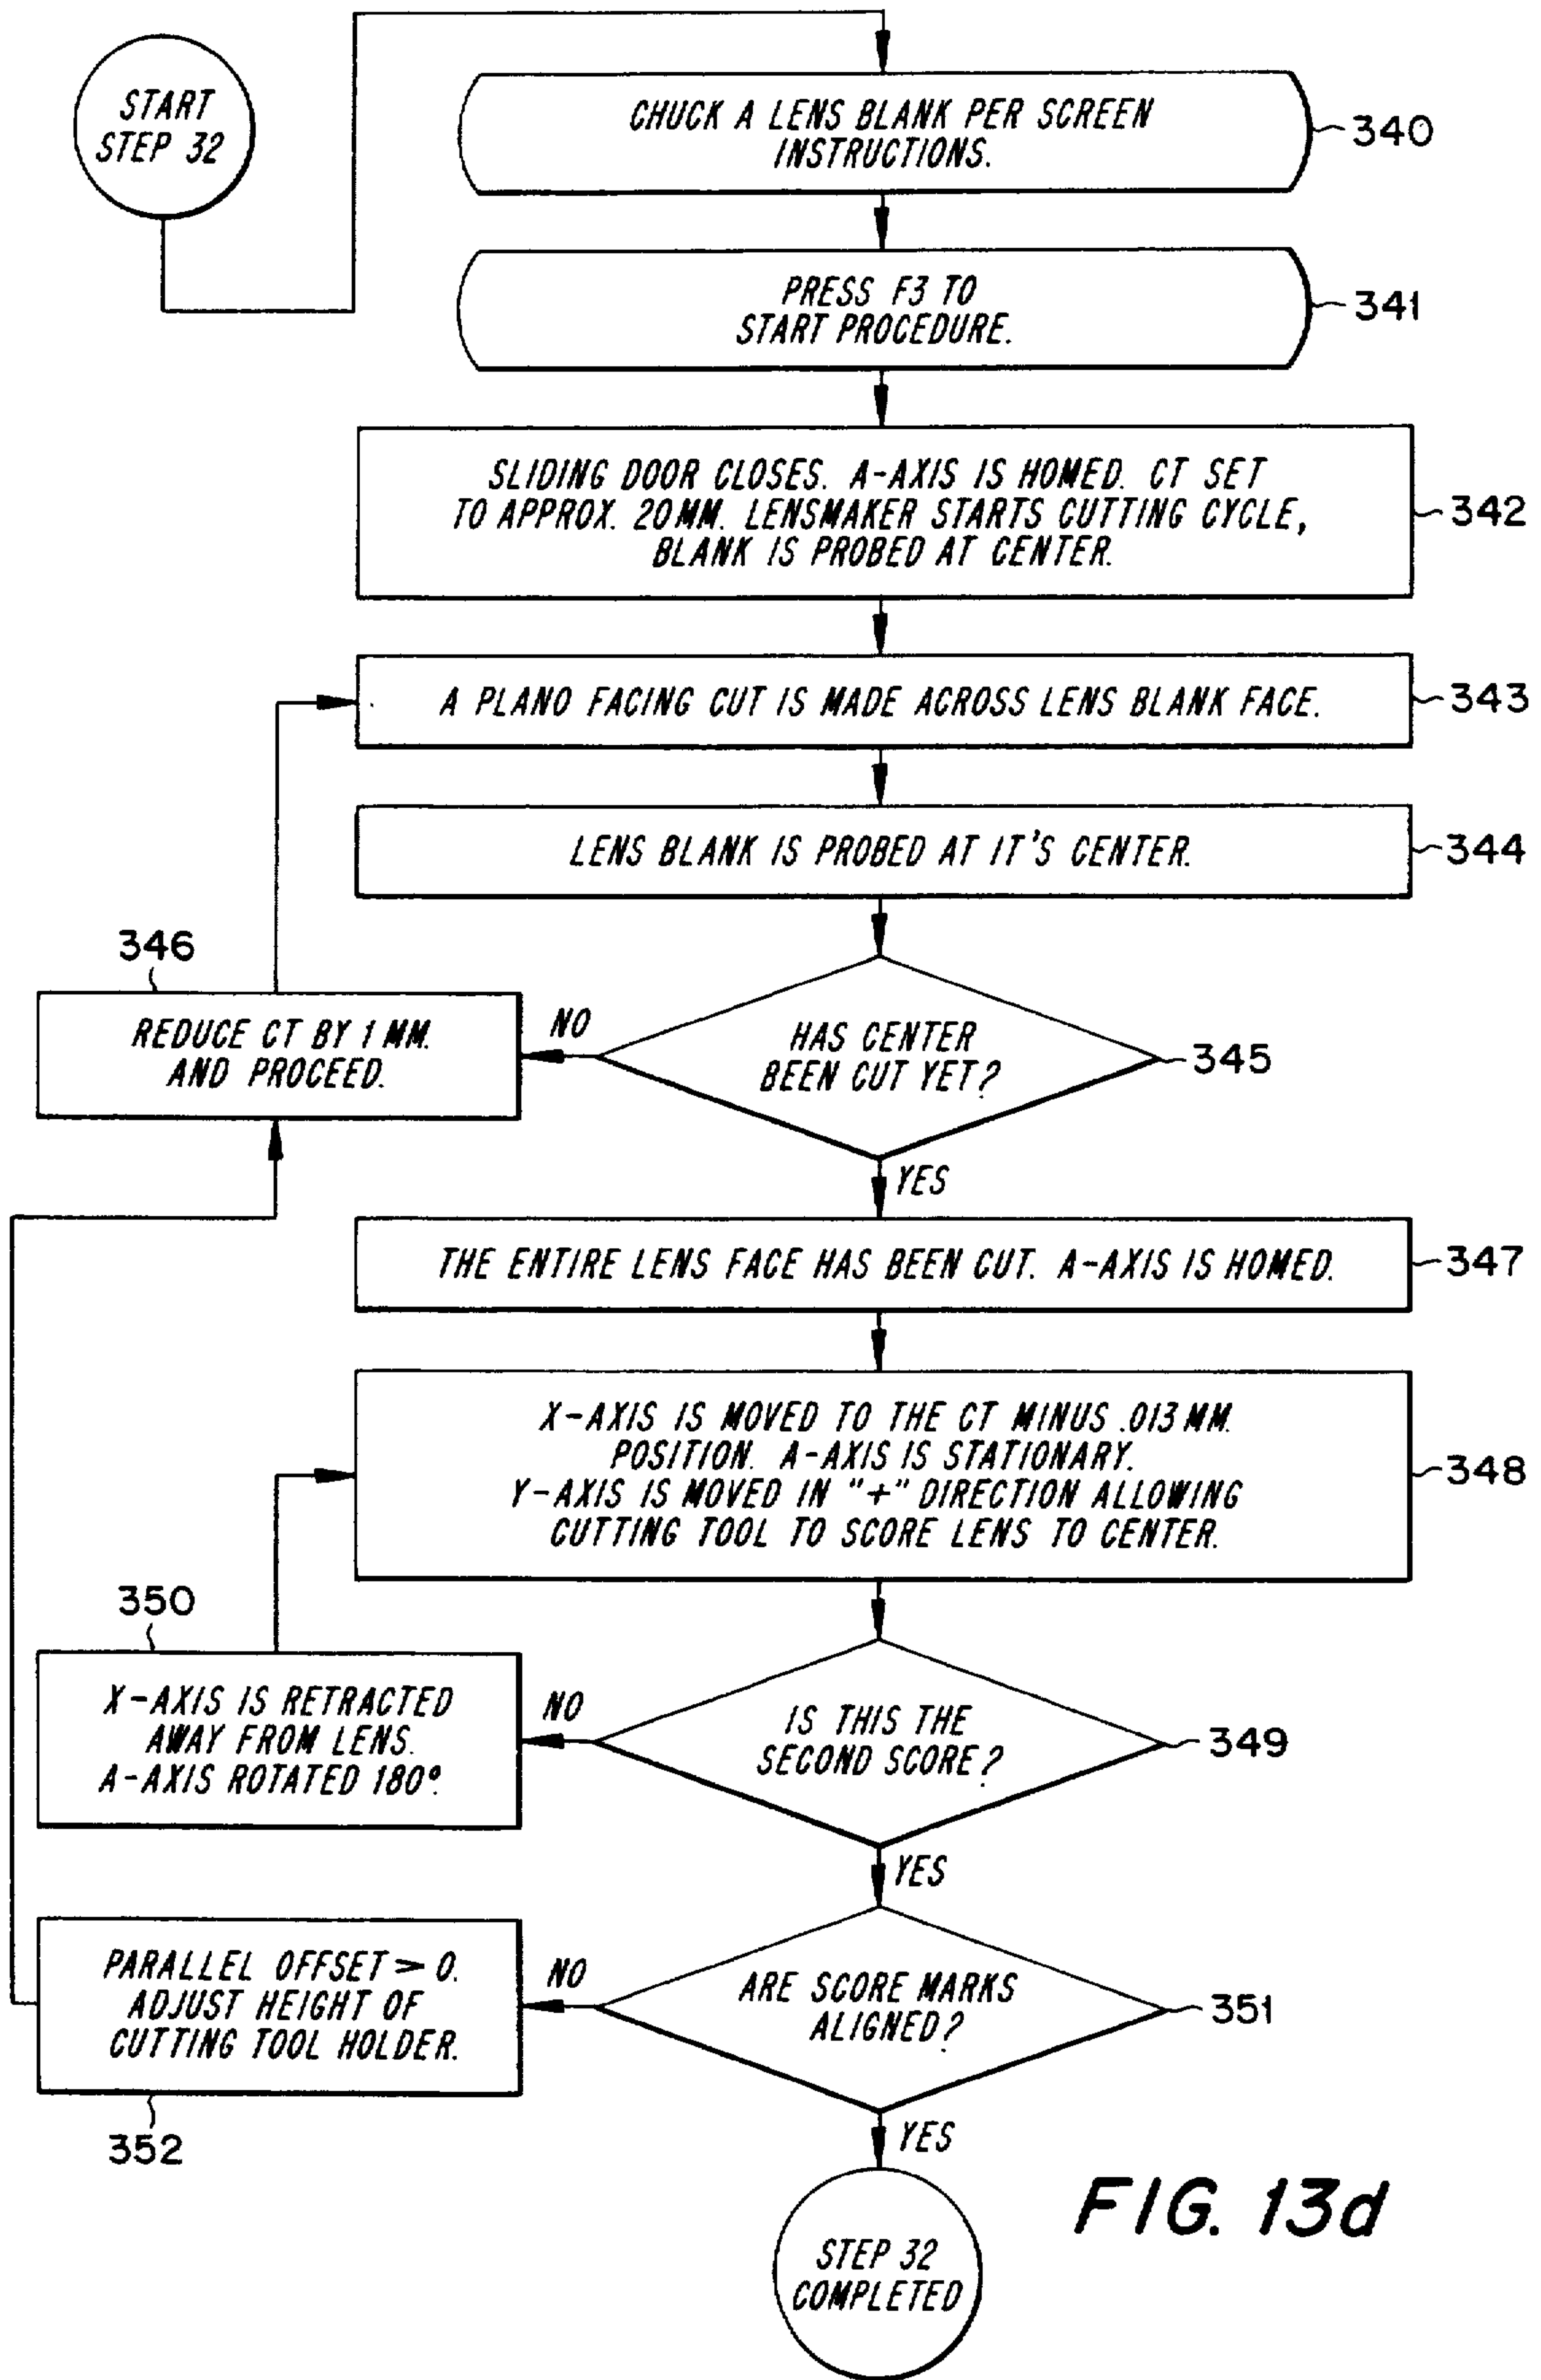 START
STEP 32
CHUCK A LENS BLANK PER SCREEN
INSTRUCTIONS.
340
PRESS F3 TO
START PROCEDURE.
341
SLIDING DOOR CLOSES. A-AXIS IS HOMED. CT SET
TO APPROX. 20MM. LENSMAKER STARTS CUTTING CYCLE,
BLANK IS PROBED AT CENTER.
342
A PLANO FACING CUT IS MADE ACROSS LENS BLANK FACE.
343
LENS BLANK IS PROBED AT IT'S CENTER.
344
346
REDUCE CT BY 1 MM.
AND PROCEED.
NO
HAS CENTER
BEEN CUT YET?
345
YES
THE ENTIRE LENS FACE HAS BEEN CUT. A-AXIS IS HOMED.
347
X-AXIS IS MOVED TO THE CT MINUS .013 MM.
POSITION. A-AXIS IS STATIONARY.
Y-AXIS IS MOVED IN "+" DIRECTION ALLOWING
CUTTING TOOL TO SCORE LENS TO CENTER.
348
350
X-AXIS IS RETRACTED
AWAY FROM LENS.
A-AXIS ROTATED 180°.
NO
IS THIS THE
SECOND SCORE?
349
YES
PARALLEL OFFSET > 0.
ADJUST HEIGHT OF
CUTTING TOOL HOLDER.
352
NO
ARE SCORE MARKS
ALIGNED?
351
YES
STEP 32
COMPLETED
FIG. 13d